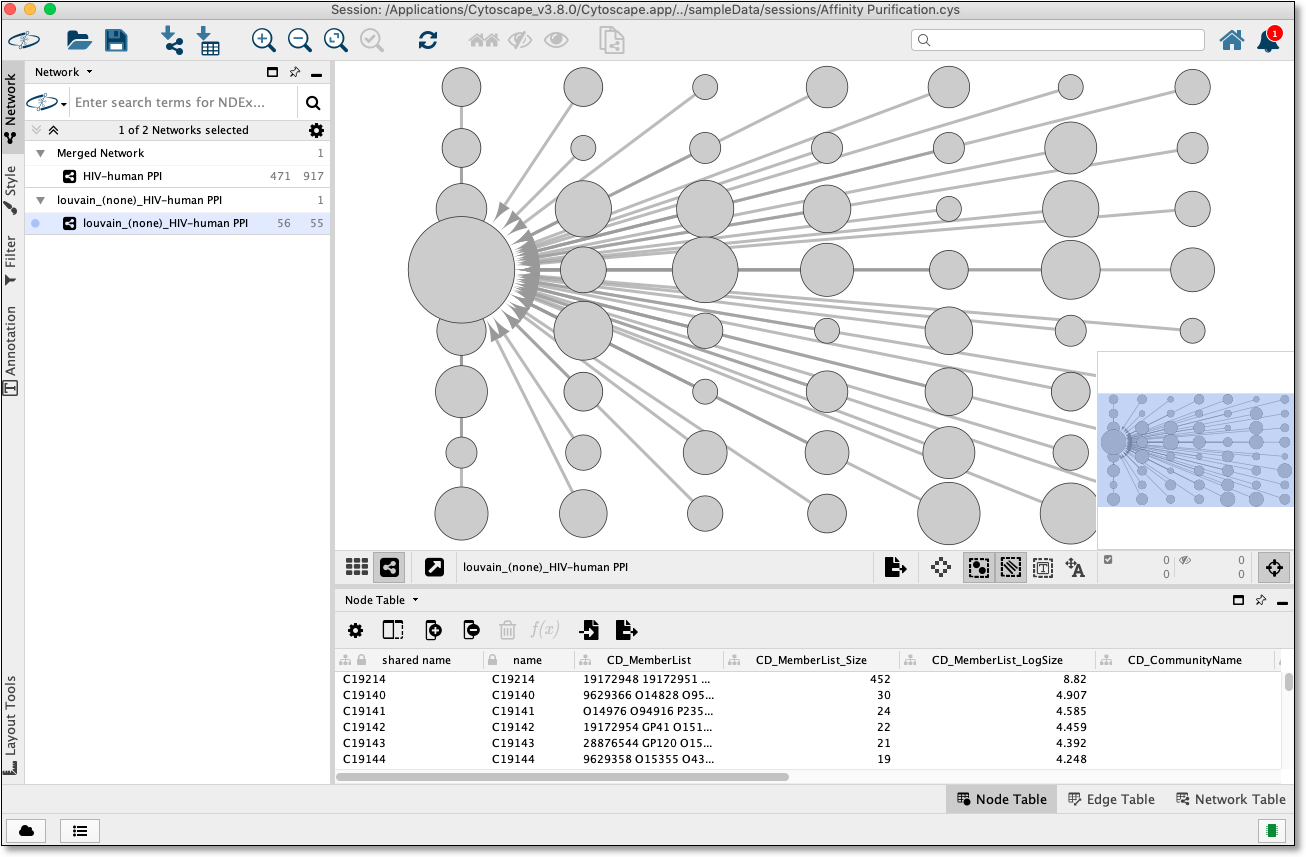 Session: /Applications/Cytoscape_v3.8.0/Cytoscape.app/../sampleData/sessions/Affinity Purification.cys
1
Network
Enter search terms for NDEx...
1 of 2 Networks selected
Merged Network 1
HIV-human PPI 471 917
louvain_(none)_HIV-human PPI 1
louvain_(none)_HIV-human PPI 56 55
Network
Style
Filter
Annotation
T
Layout Tools
louvain_(none)_HIV-human PPI
T
A
0 0
0 0
Node Table
f(x)
shared name name CD_MemberList CD_MemberList_Size CD_MemberList_LogSize CD_CommunityName
C19214 C19214 19172948 19172951 ... 452 8.82
C19140 C19140 9629366 O14828 O95... 30 4.907
C19141 C19141 O14976 O94916 P235... 24 4.585
C19142 C19142 19172954 GP41 O151... 22 4.459
C19143 C19143 28876544 GP120 O15... 21 4.392
C19144 C19144 9629358 O15355 O43... 19 4.248
Node Table Edge Table Network Table